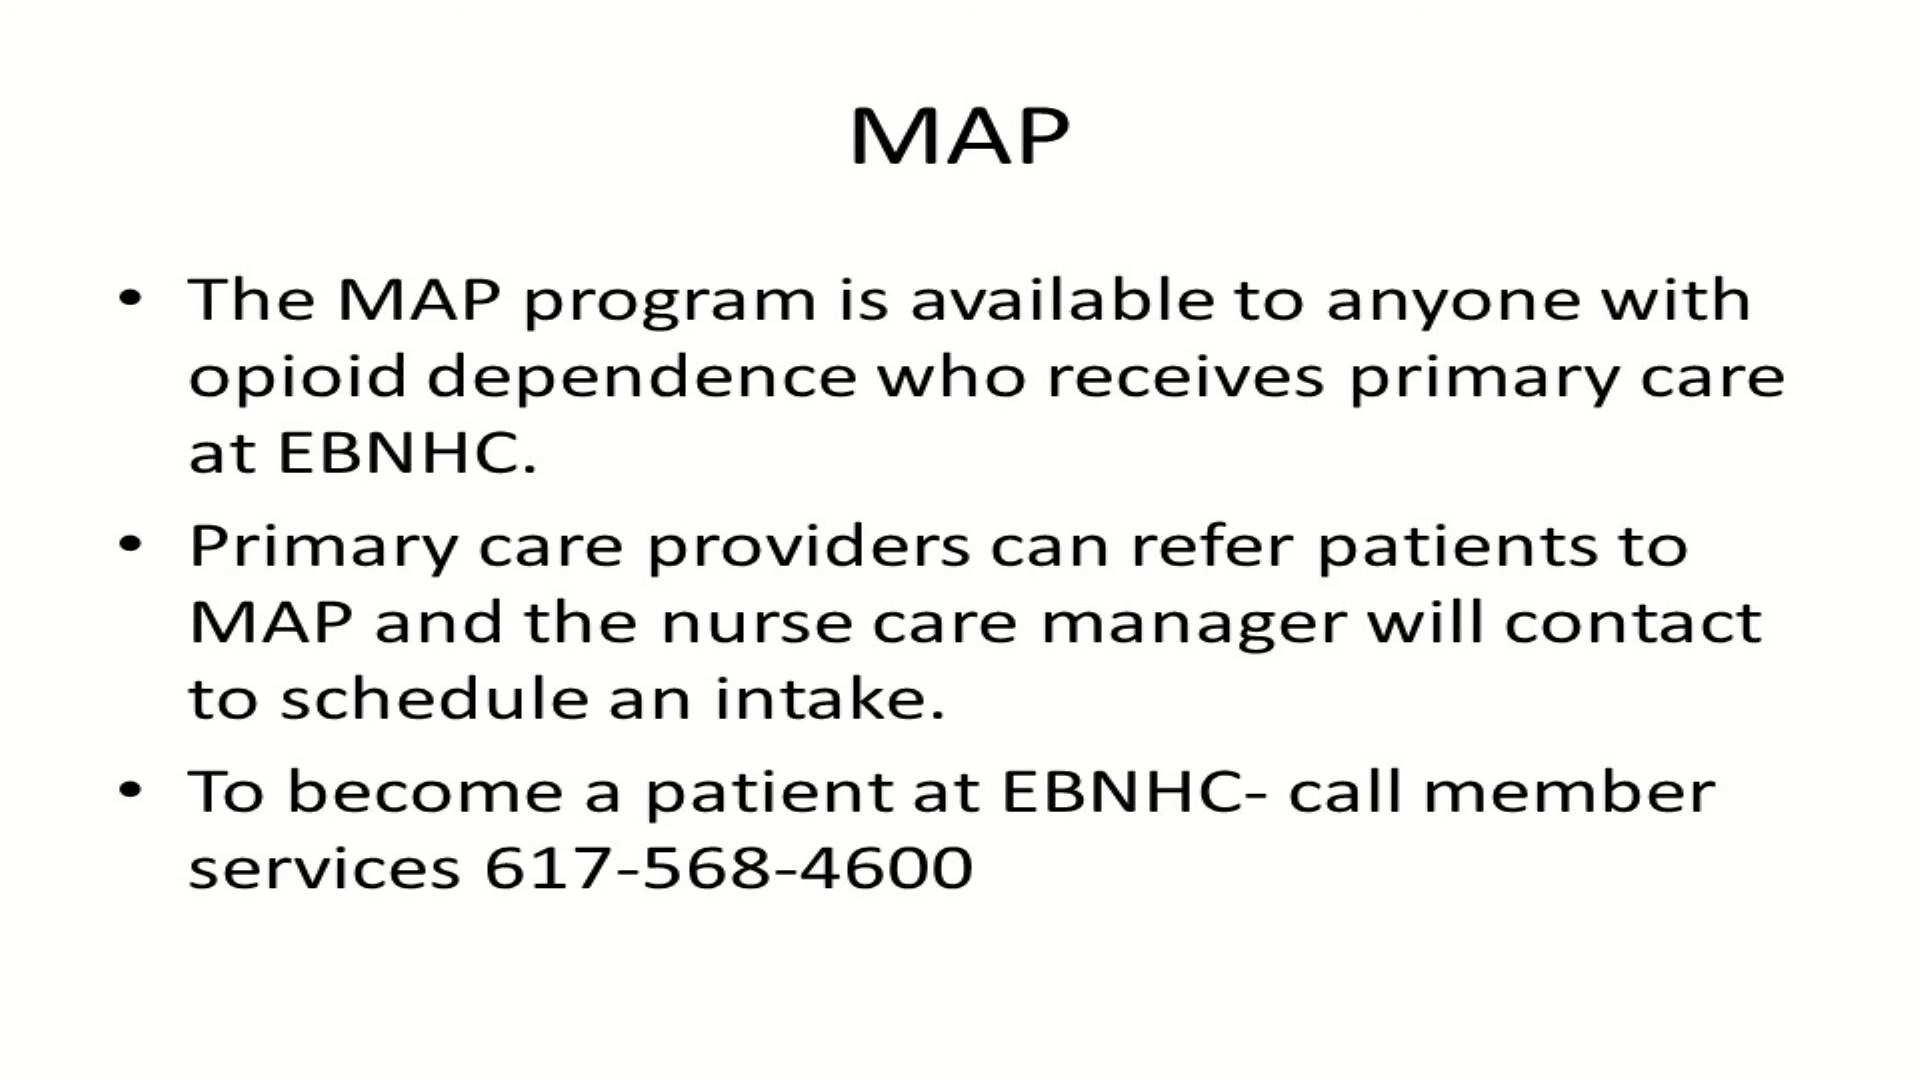 MAP
• The MAP program is available to anyone with
opioid dependence who receives primary care
at EBNHC.
• Primary care providers can refer patients to
MAP and the nurse care manager will contact
to schedule an intake.
• To become a patient at EBNHC- call member
services 617-568-4600